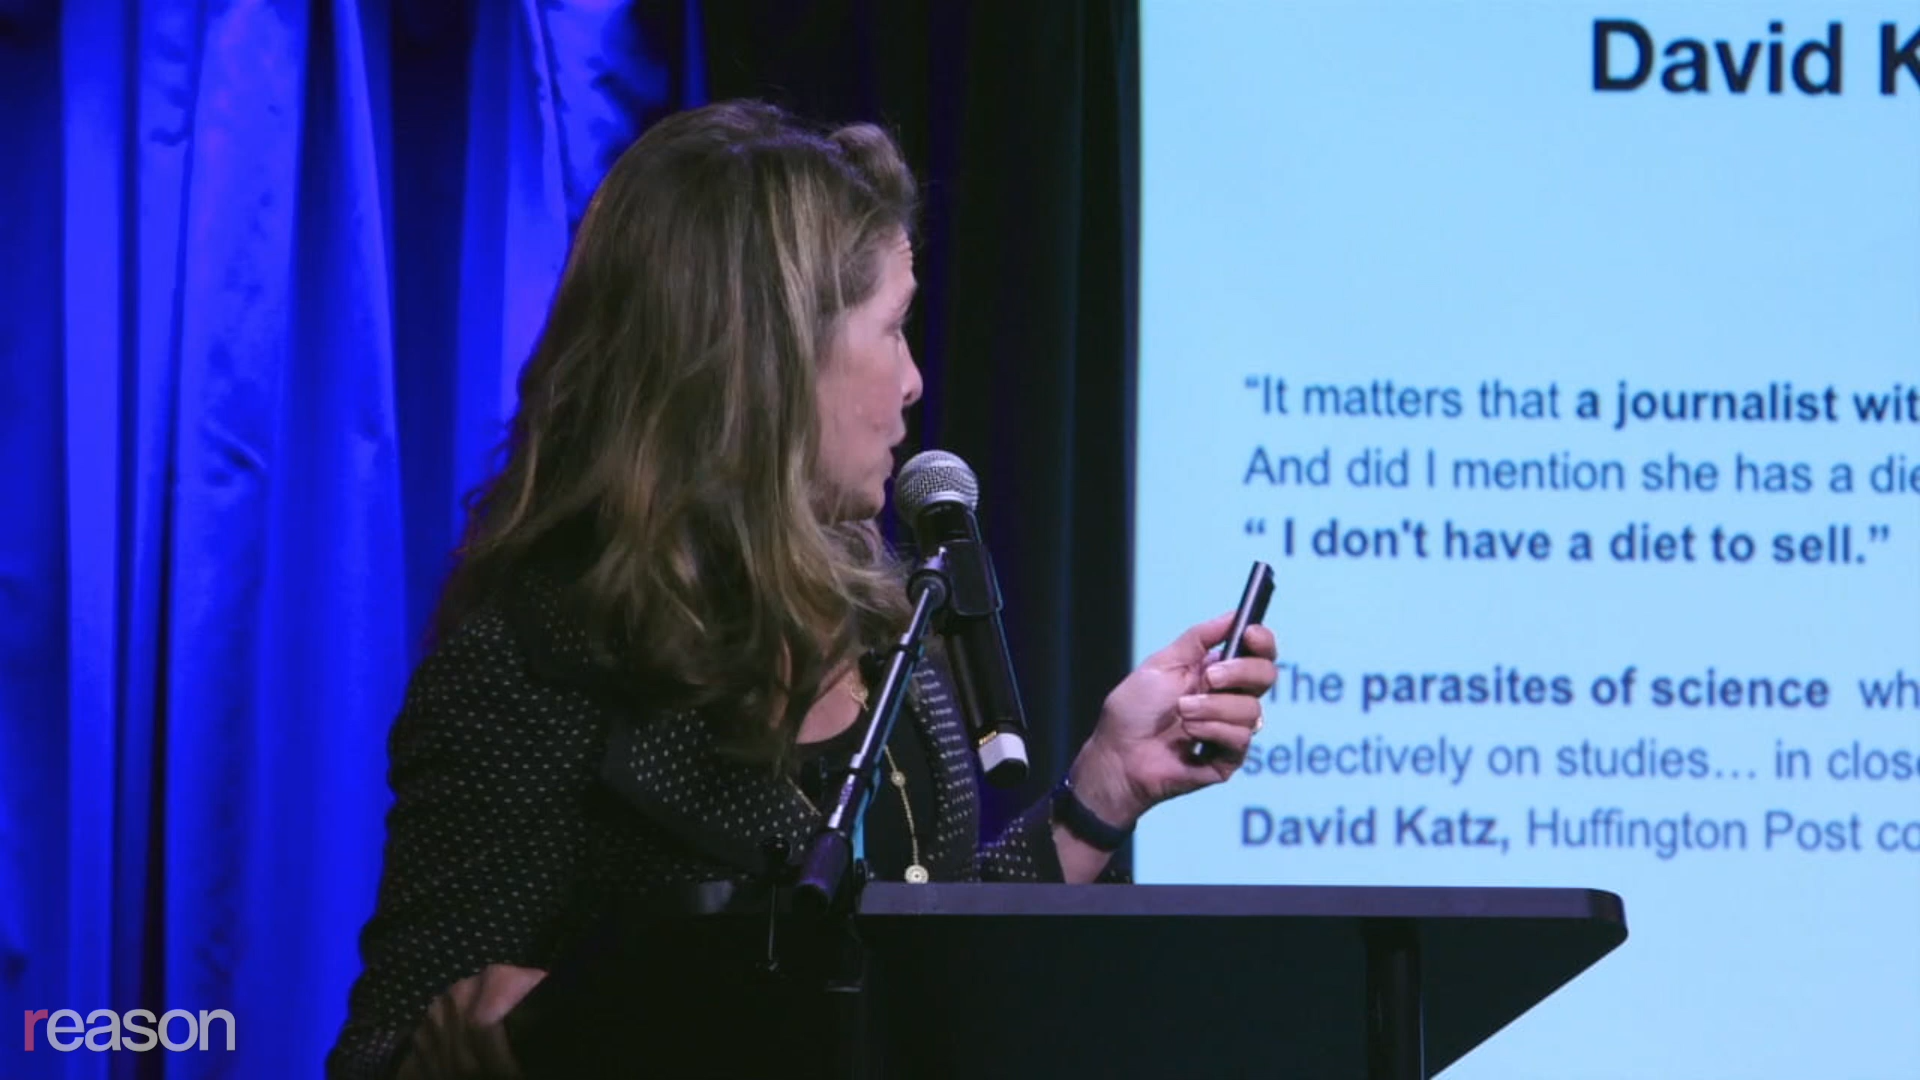 David K
“It matters that a journalist wit
And did I mention she has a die
“ I don't have a diet to sell.”
The parasites of science wh
selectively on studies… in close
David Katz, Huffington Post co
reason